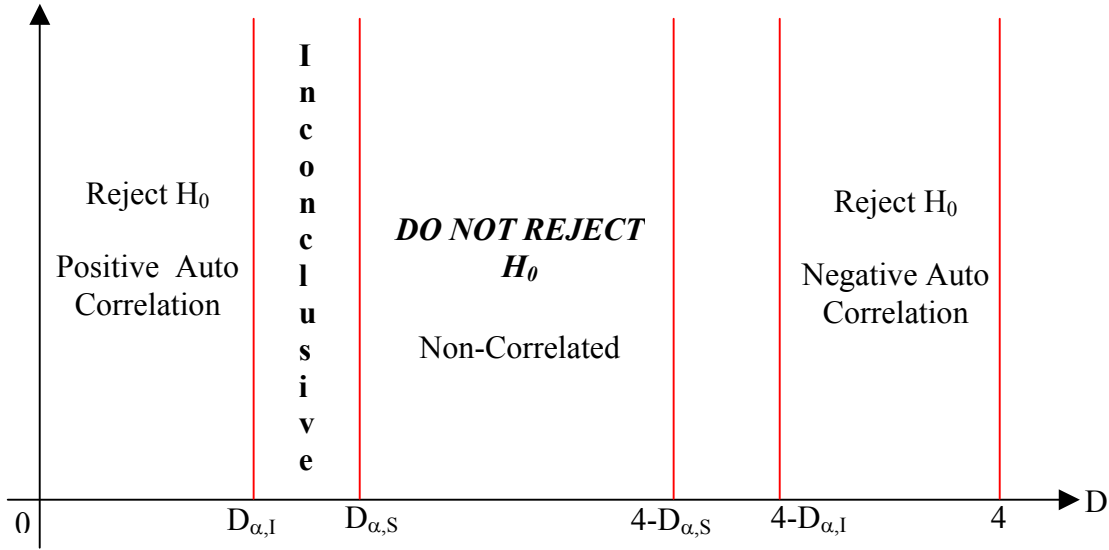 Reject H₀
Positive Auto
Correlation
Inconclusive
DO NOT REJECT
H₀
Non-Correlated
Reject H₀
Negative Auto
Correlation
0
Dα,I
Dα,S
4-Dα,S
4-Dα,I
4
D